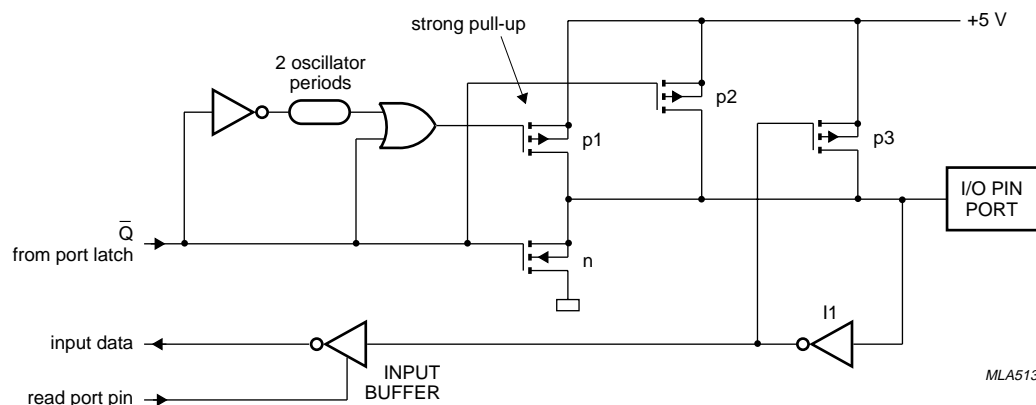 strong pull-up
+5 V
2 oscillator
periods
p2
p1
p3
I/O PIN
PORT
Q̅
from port latch
n
I1
input data
INPUT
BUFFER
read port pin
MLA513